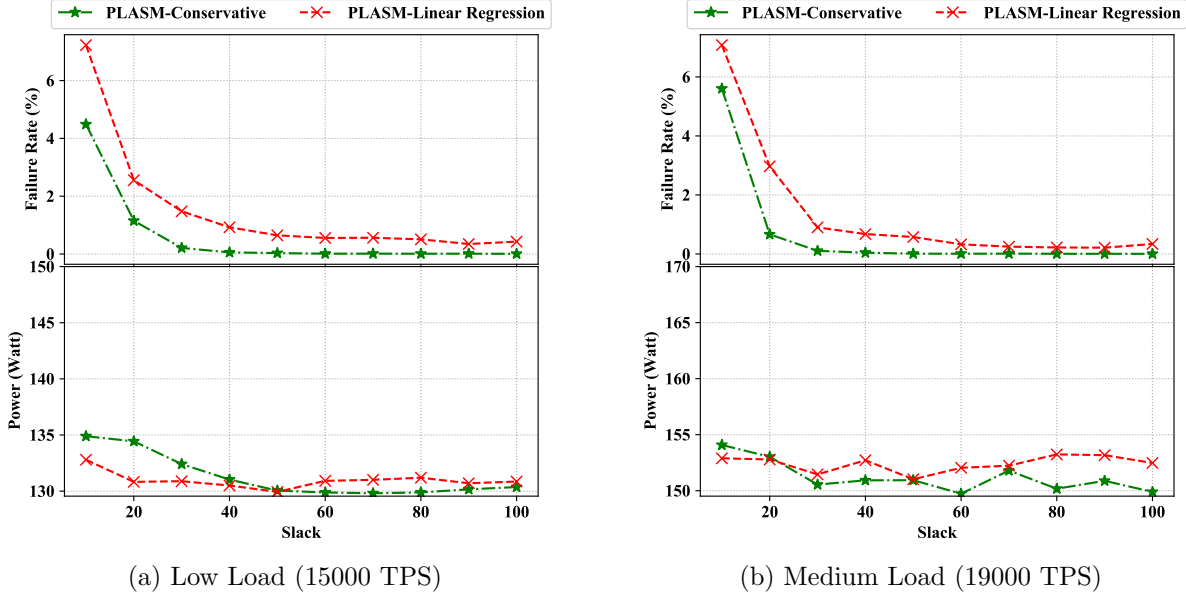 PLASM-Conservative PLASM-Linear Regression
Failure Rate (%)
6
4
2
0
Power (Watt)
150
145
140
135
130
20 40 60 80 100
Slack
(a) Low Load (15000 TPS)
PLASM-Conservative PLASM-Linear Regression
Failure Rate (%)
6
4
2
0
Power (Watt)
170
165
160
155
150
20 40 60 80 100
Slack
(b) Medium Load (19000 TPS)